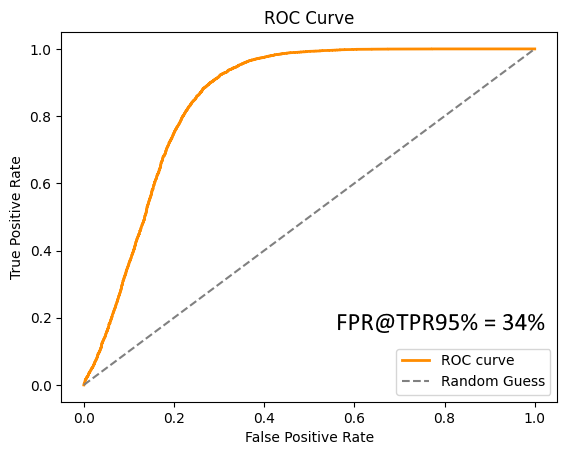 ROC Curve
True Positive Rate
1.0
0.8
0.6
0.4
0.2
0.0
FPR@TPR95% = 34%
ROC curve
Random Guess
0.0 0.2 0.4 0.6 0.8 1.0
False Positive Rate